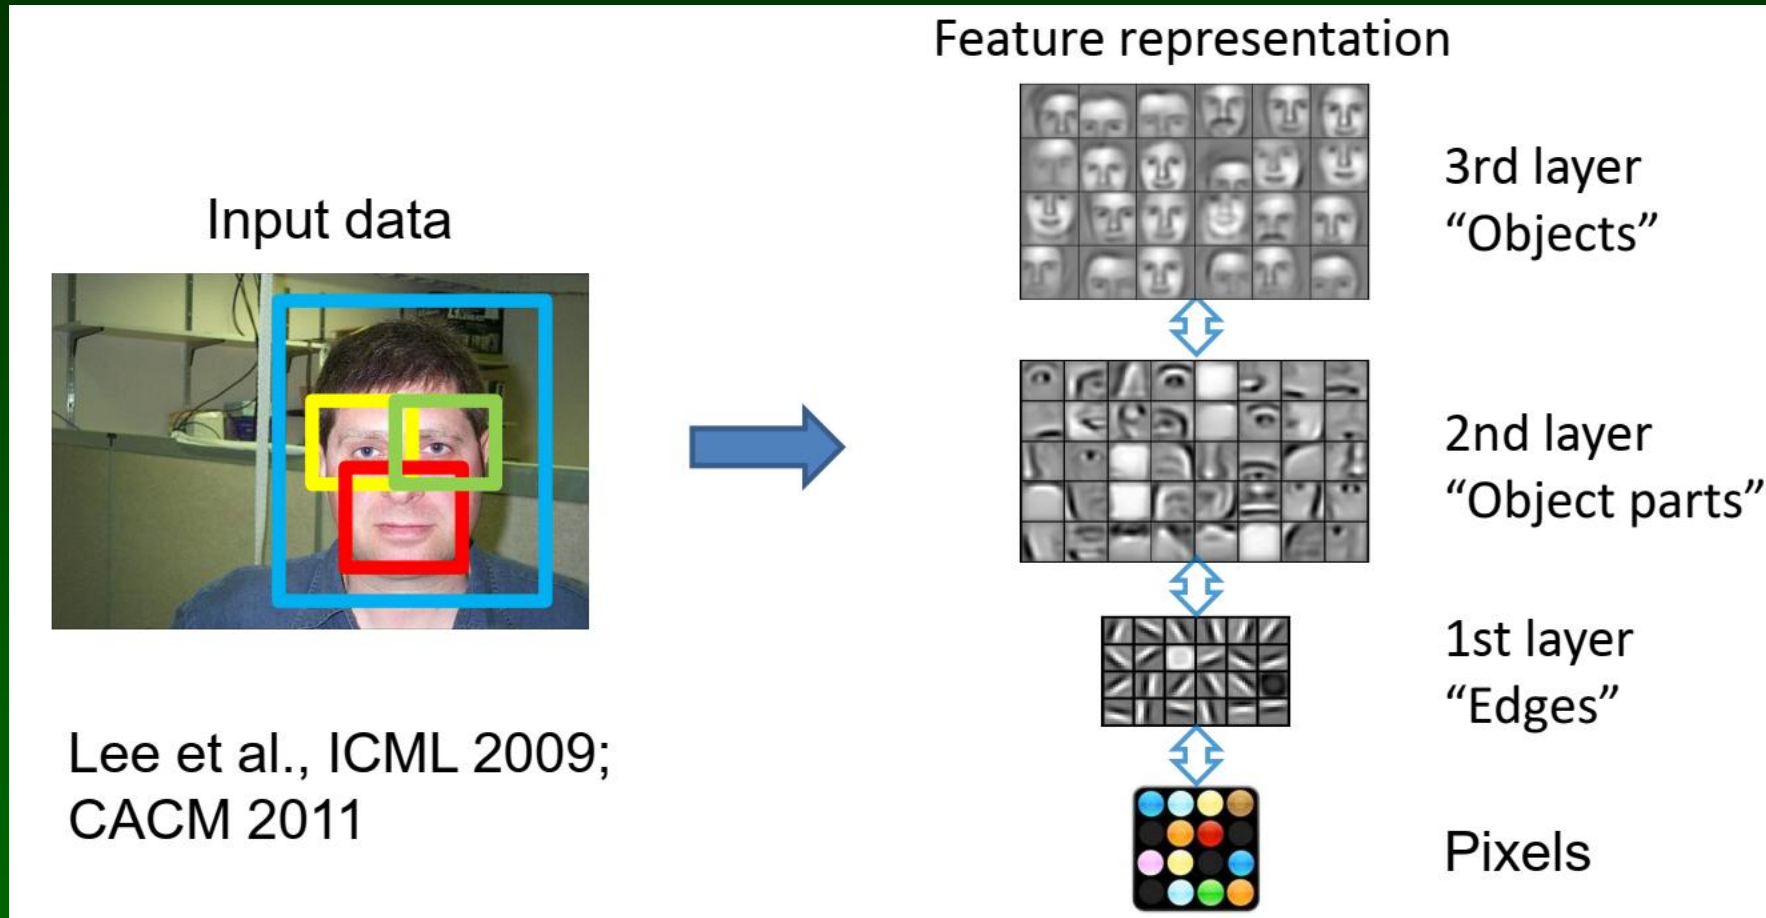 Feature representation
Input data
3rd layer
“Objects”
2nd layer
“Object parts”
1st layer
“Edges”
Pixels
Lee et al., ICML 2009;
CACM 2011